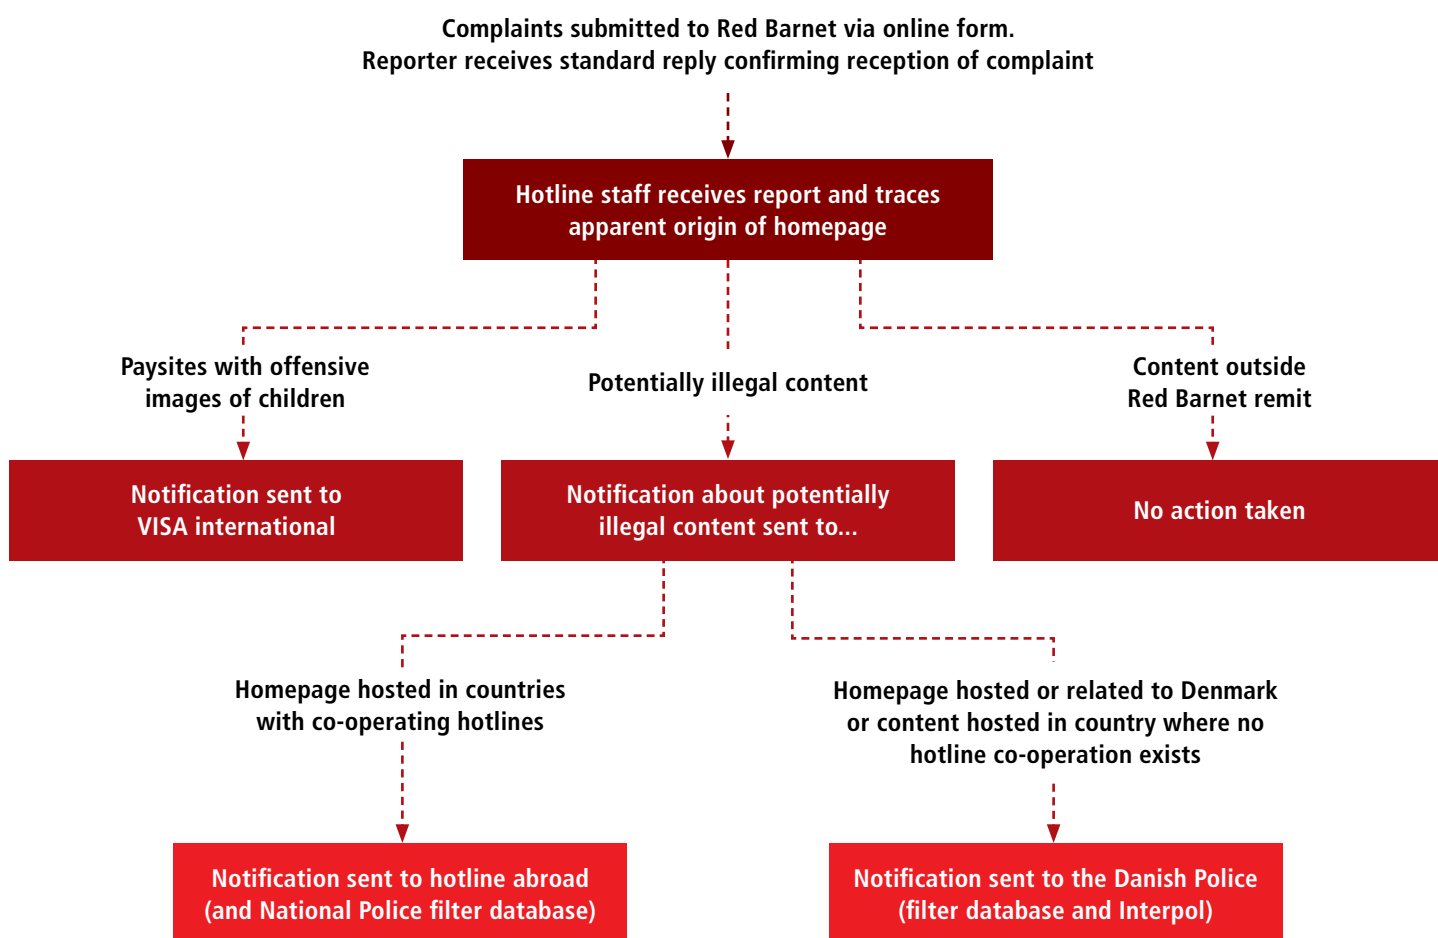 Complaints submitted to Red Barnet via online form.
Reporter receives standard reply confirming reception of complaint
Hotline staff receives report and traces
apparent origin of homepage
Paysites with offensive
images of children
Potentially illegal content
Content outside
Red Barnet remit
Notification sent to
VISA international
Notification about potentially
illegal content sent to...
No action taken
Homepage hosted in countries
with co-operating hotlines
Homepage hosted or related to Denmark
or content hosted in country where no
hotline co-operation exists
Notification sent to hotline abroad
(and National Police filter database)
Notification sent to the Danish Police
(filter database and Interpol)